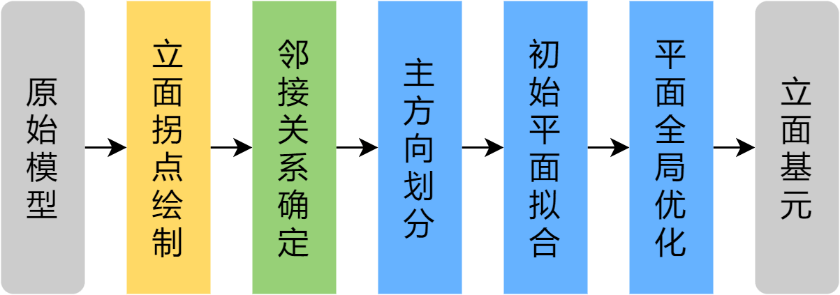 原始模型
立面拐点绘制
邻接关系确定
主方向划分
初始平面拟合
平面全局优化
立面基元